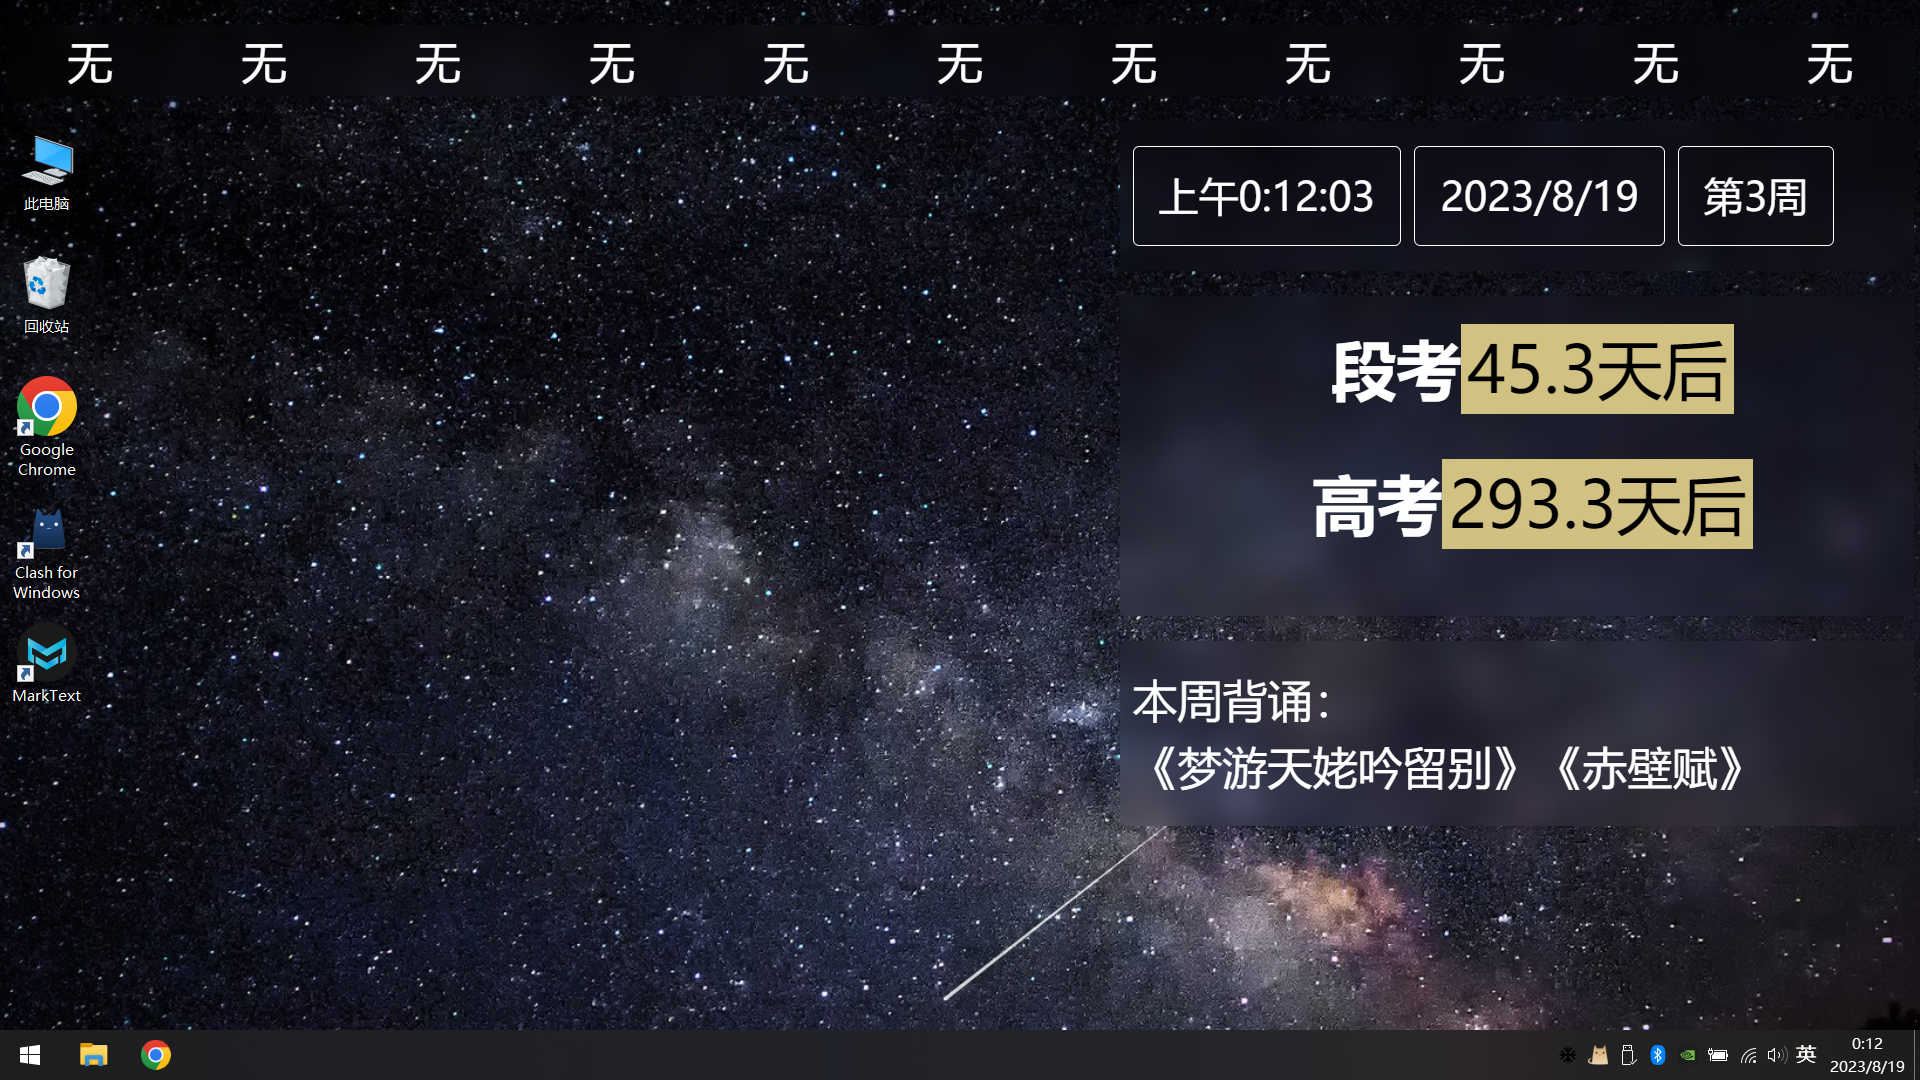 无 无 无 无 无 无 无 无 无 无 无
此电脑
回收站
Google
Chrome
Clash for
Windows
MarkText
上午0:12:03 2023/8/19 第3周
段考45.3天后
高考293.3天后
本周背诵：
《梦游天姥吟留别》《赤壁赋》
英
0:12
2023/8/19